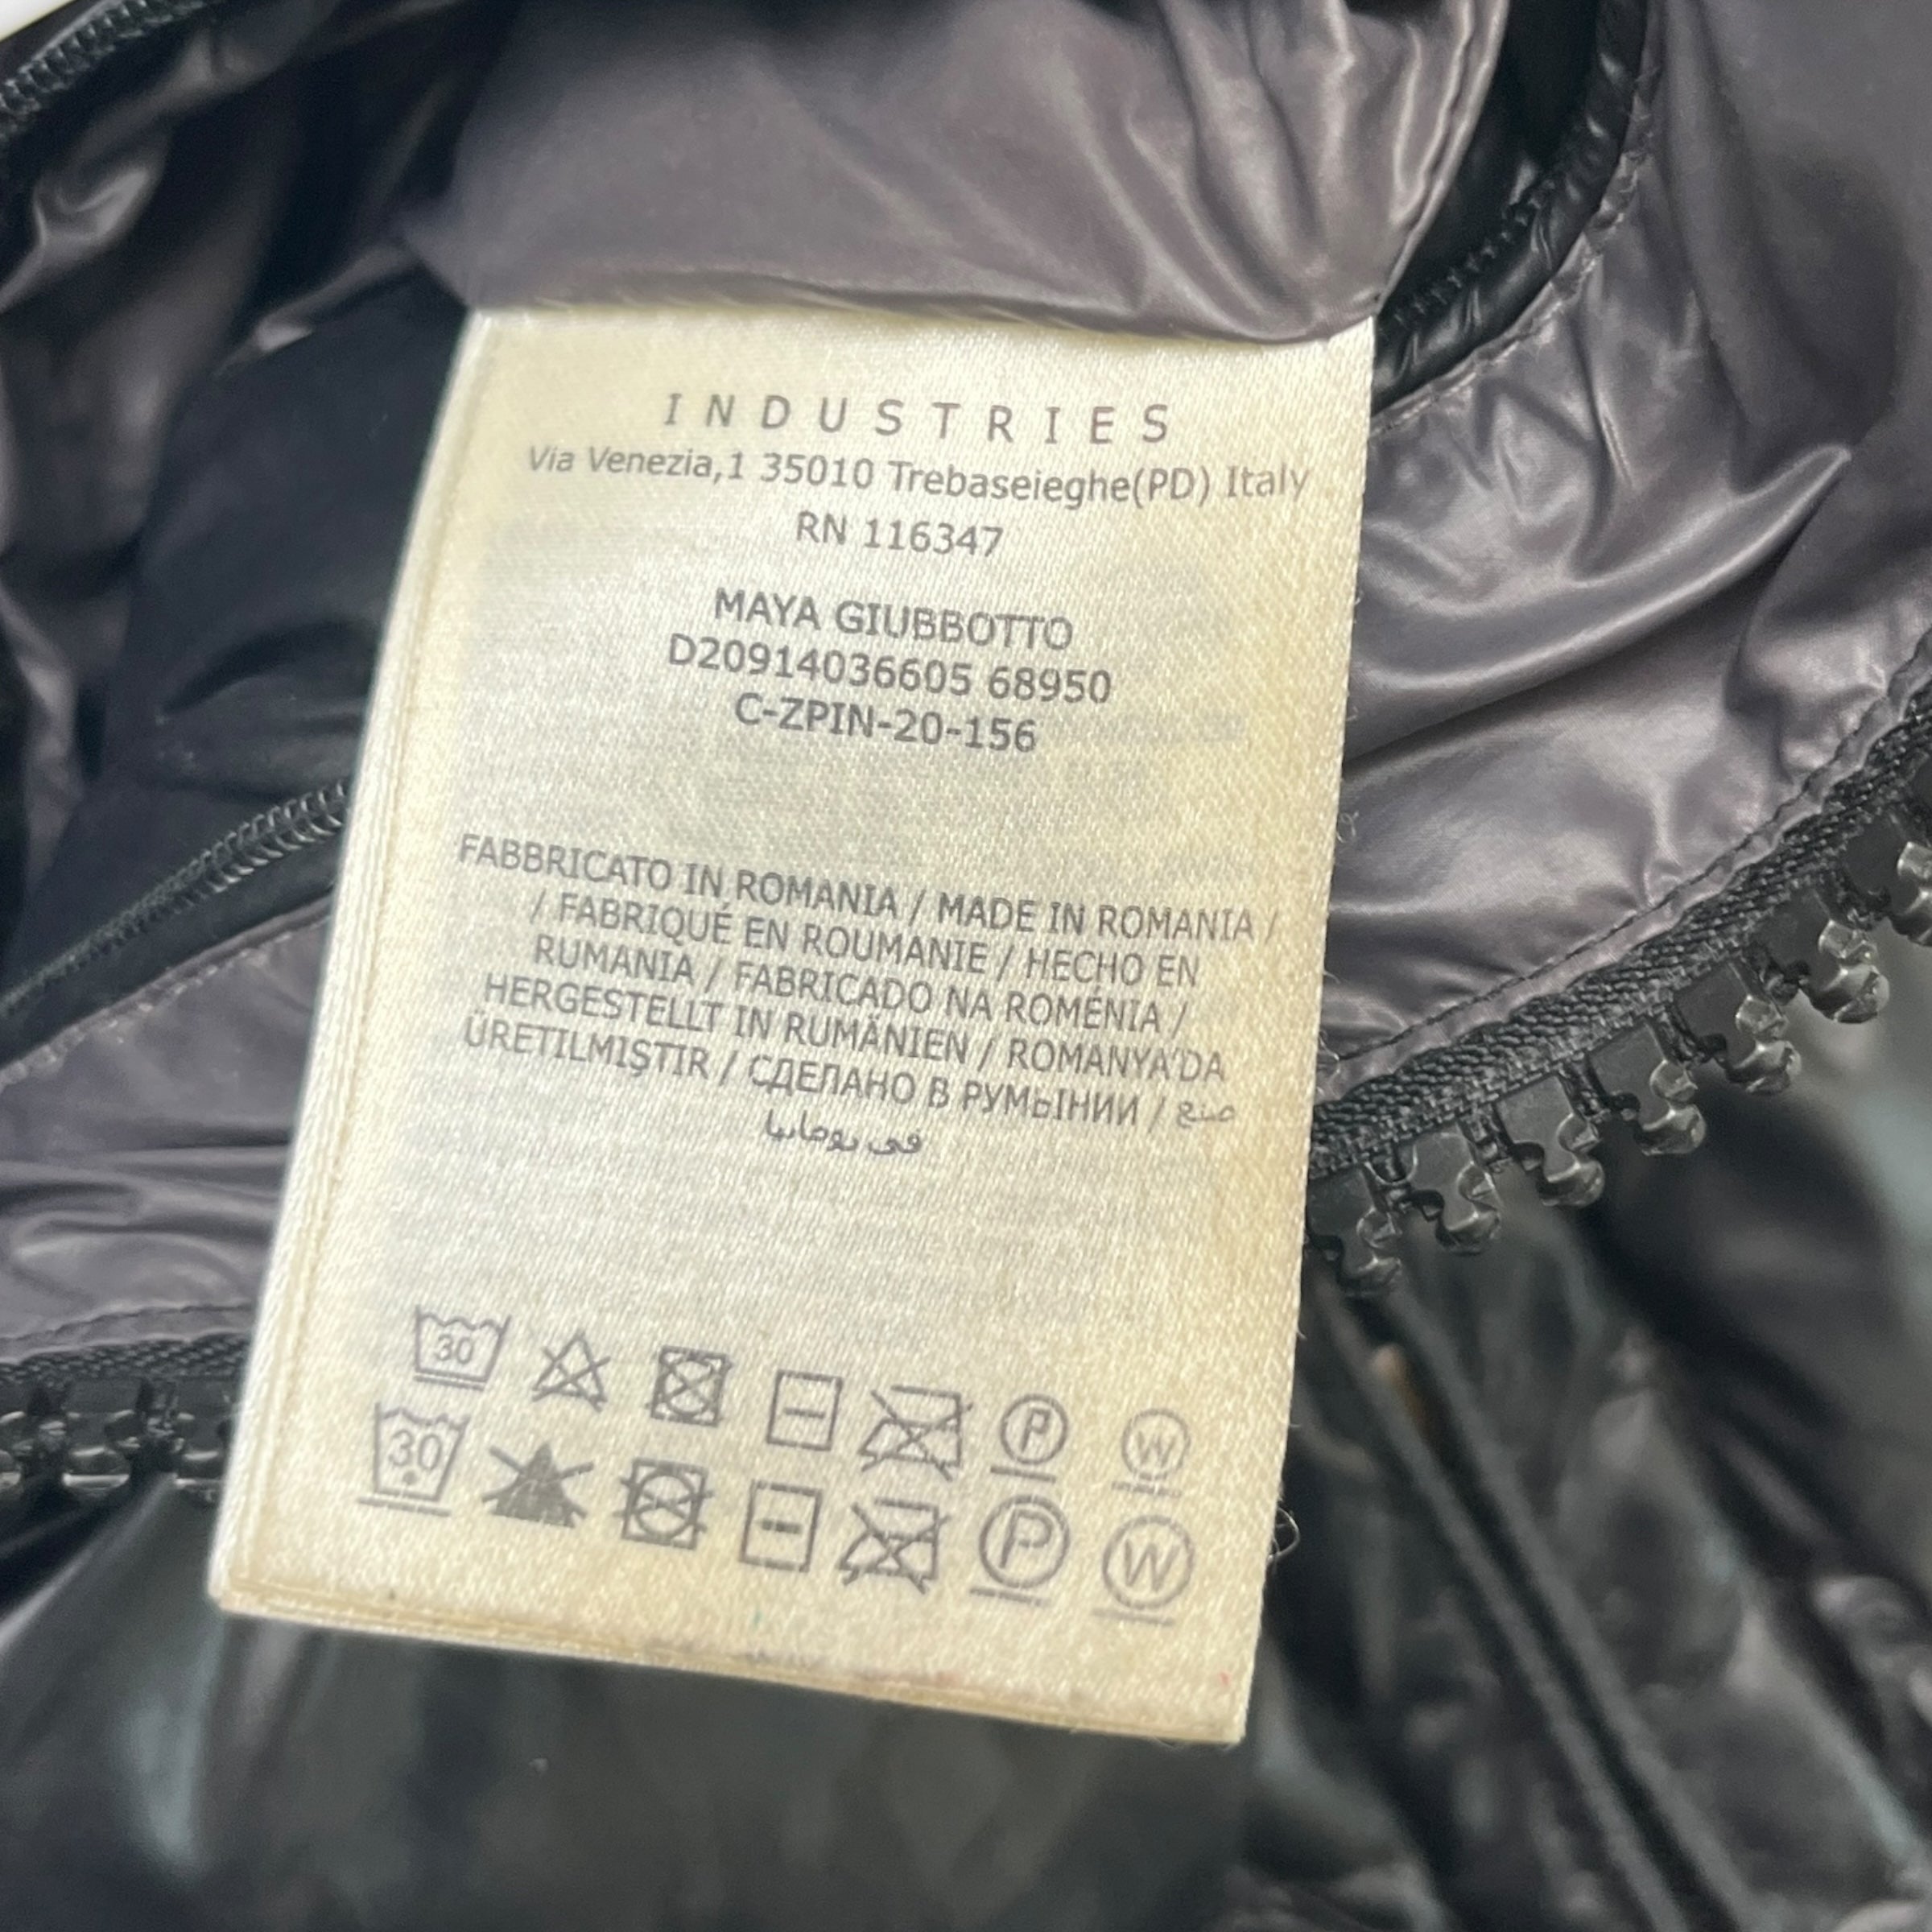 INDUSTRIES
Via Venezia,1 35010 Trebaseieghe(PD) Italy
RN 116347
MAYA GIUBBOTTO
D20914036605 68950
C-ZPIN-20-156
FABBRICATO IN ROMANIA / MADE IN ROMANIA /
/ FABRIQUÉ EN ROUMANIE / HECHO EN
RUMANIA / FABRICADO NA ROMÉNIA /
HERGESTELLT IN RUMÄNIEN / ROMANYA'DA
ÜRETILMIŞTIR / СДЕЛАНО В РУМЫНИИ / صنع
في رومانيا
30 P W
30 P W